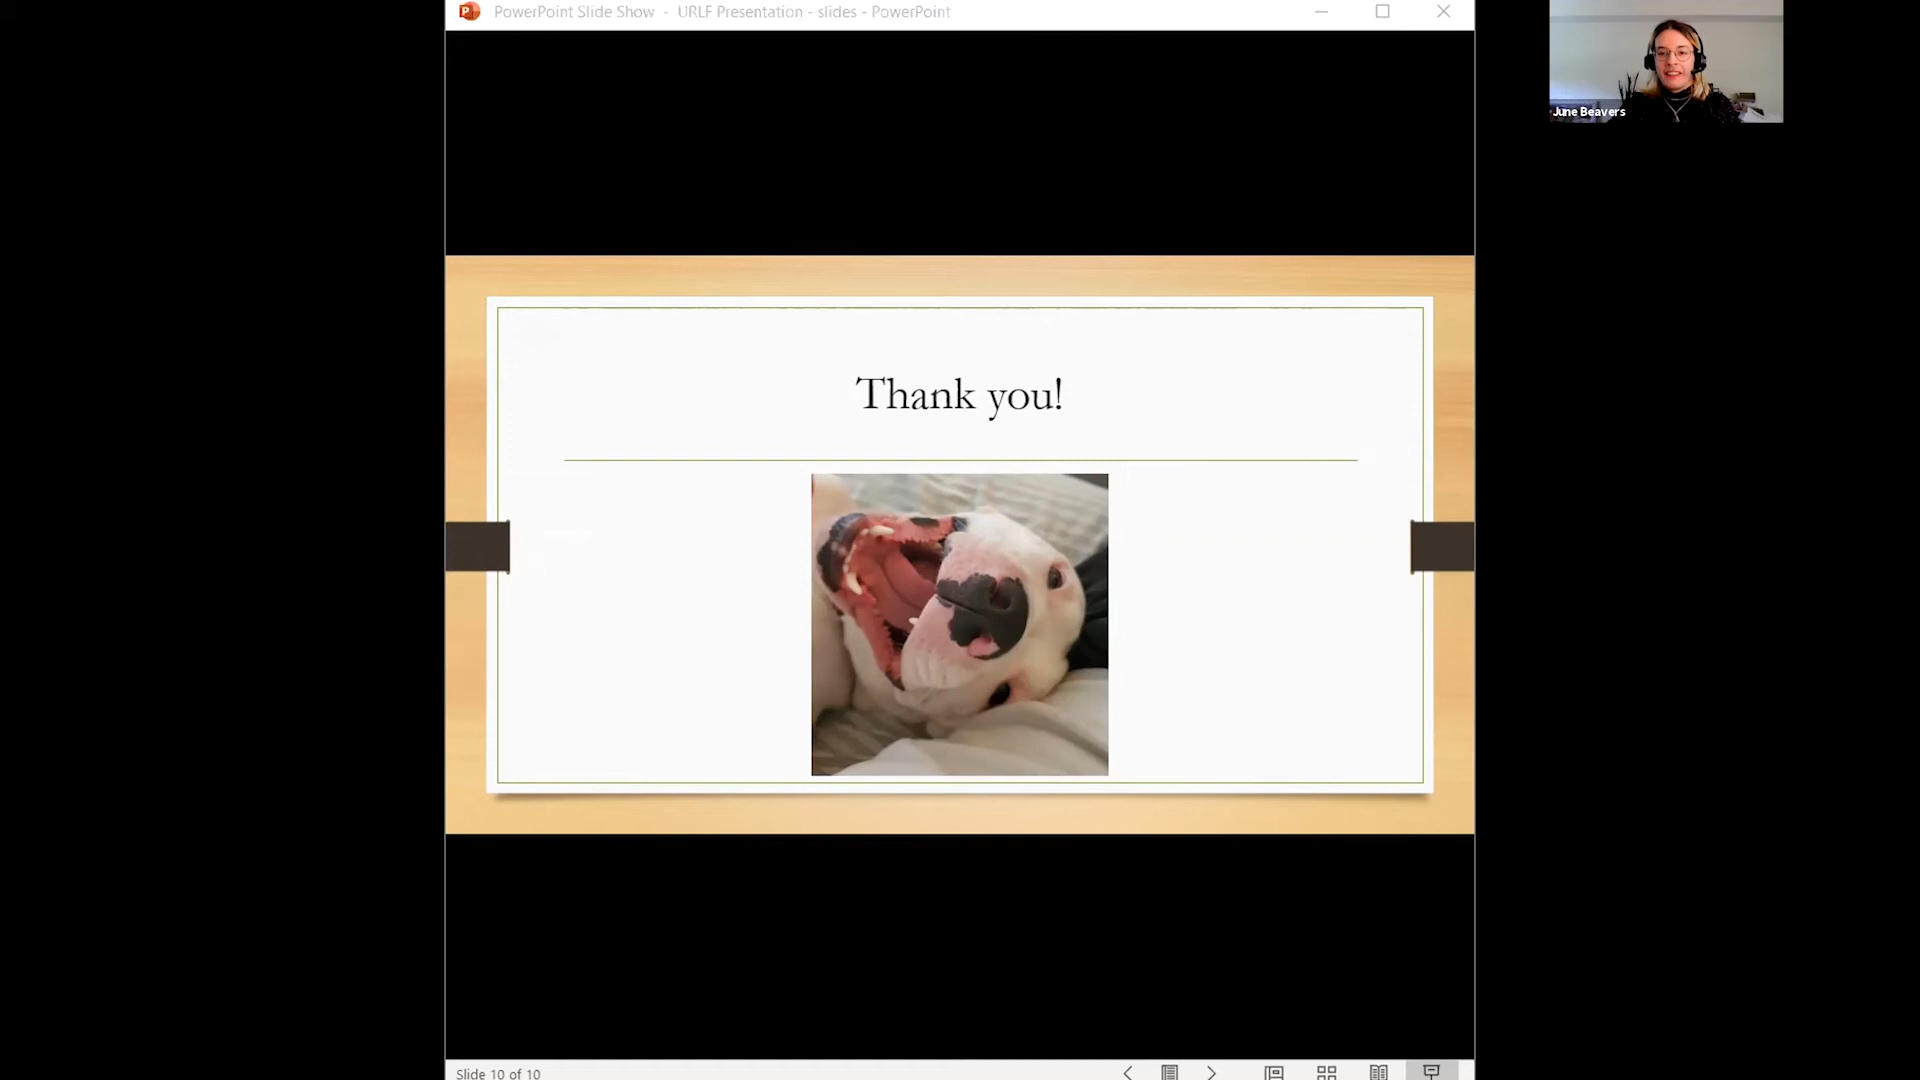 PowerPoint Slide Show - URLF Presentation - slides - PowerPoint
June Beavers
Thank you!
Slide 10 of 10